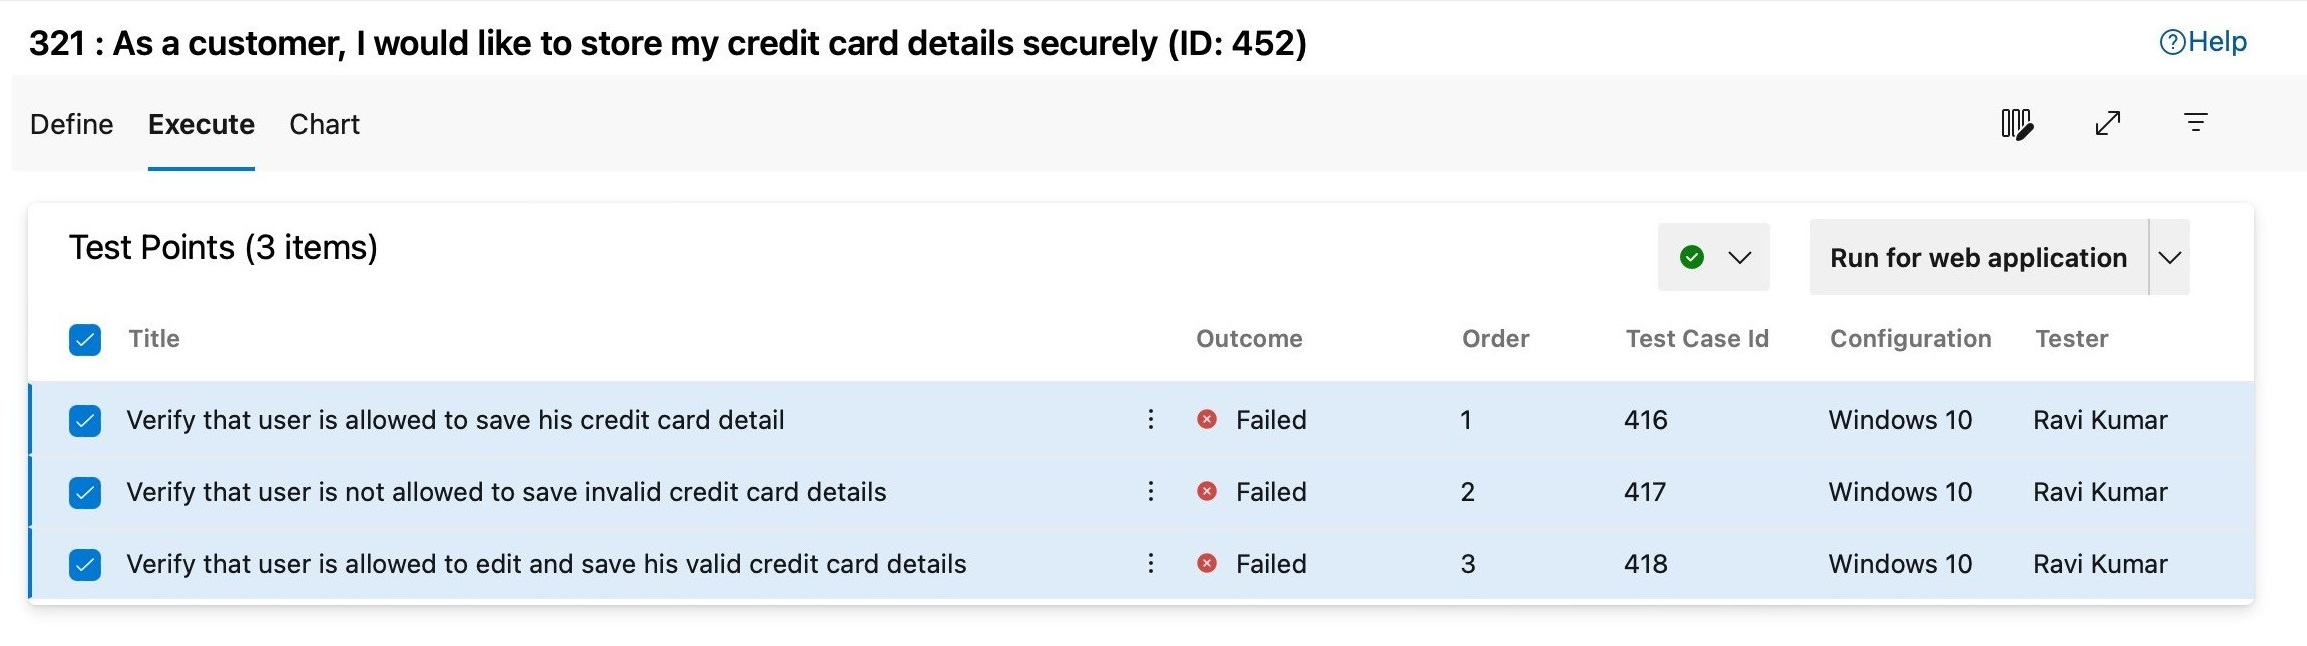 321 : As a customer, I would like to store my credit card details securely (ID: 452)
Help
Define Execute Chart
Test Points (3 items)
Run for web application
Title Outcome Order Test Case Id Configuration Tester
Verify that user is allowed to save his credit card detail Failed 1 416 Windows 10 Ravi Kumar
Verify that user is not allowed to save invalid credit card details Failed 2 417 Windows 10 Ravi Kumar
Verify that user is allowed to edit and save his valid credit card details Failed 3 418 Windows 10 Ravi Kumar